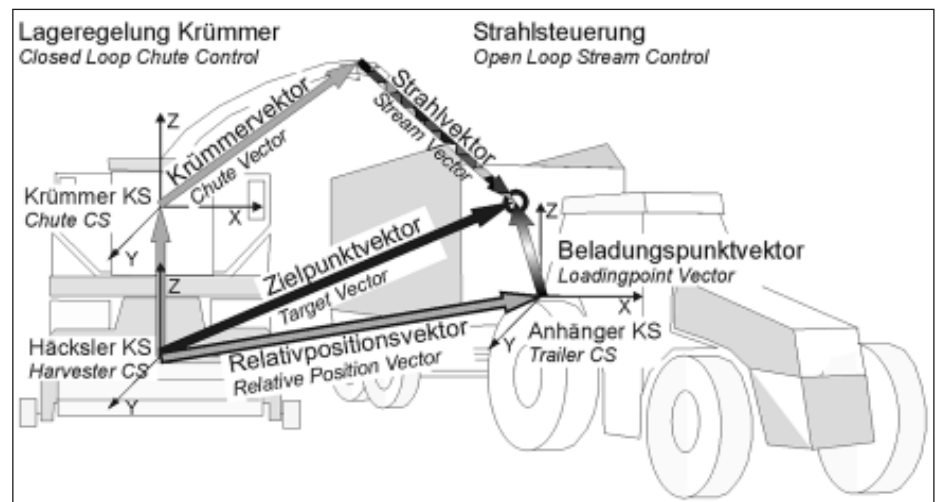 Lageregelung Krümmer
Closed Loop Chute Control
Strahlsteuerung
Open Loop Stream Control
Krümmervektor
Chute Vector
Strahlvektor
Stream Vector
Z
Krümmer KS
Chute CS
X
Y
Z
Zielpunktvektor
Target Vector
Z
Beladungspunktvektor
Loadingpoint Vector
X
Y
Anhänger KS
Trailer CS
Häcksler KS
Harvester CS
Relativpositionsvektor
Relative Position Vector
Y